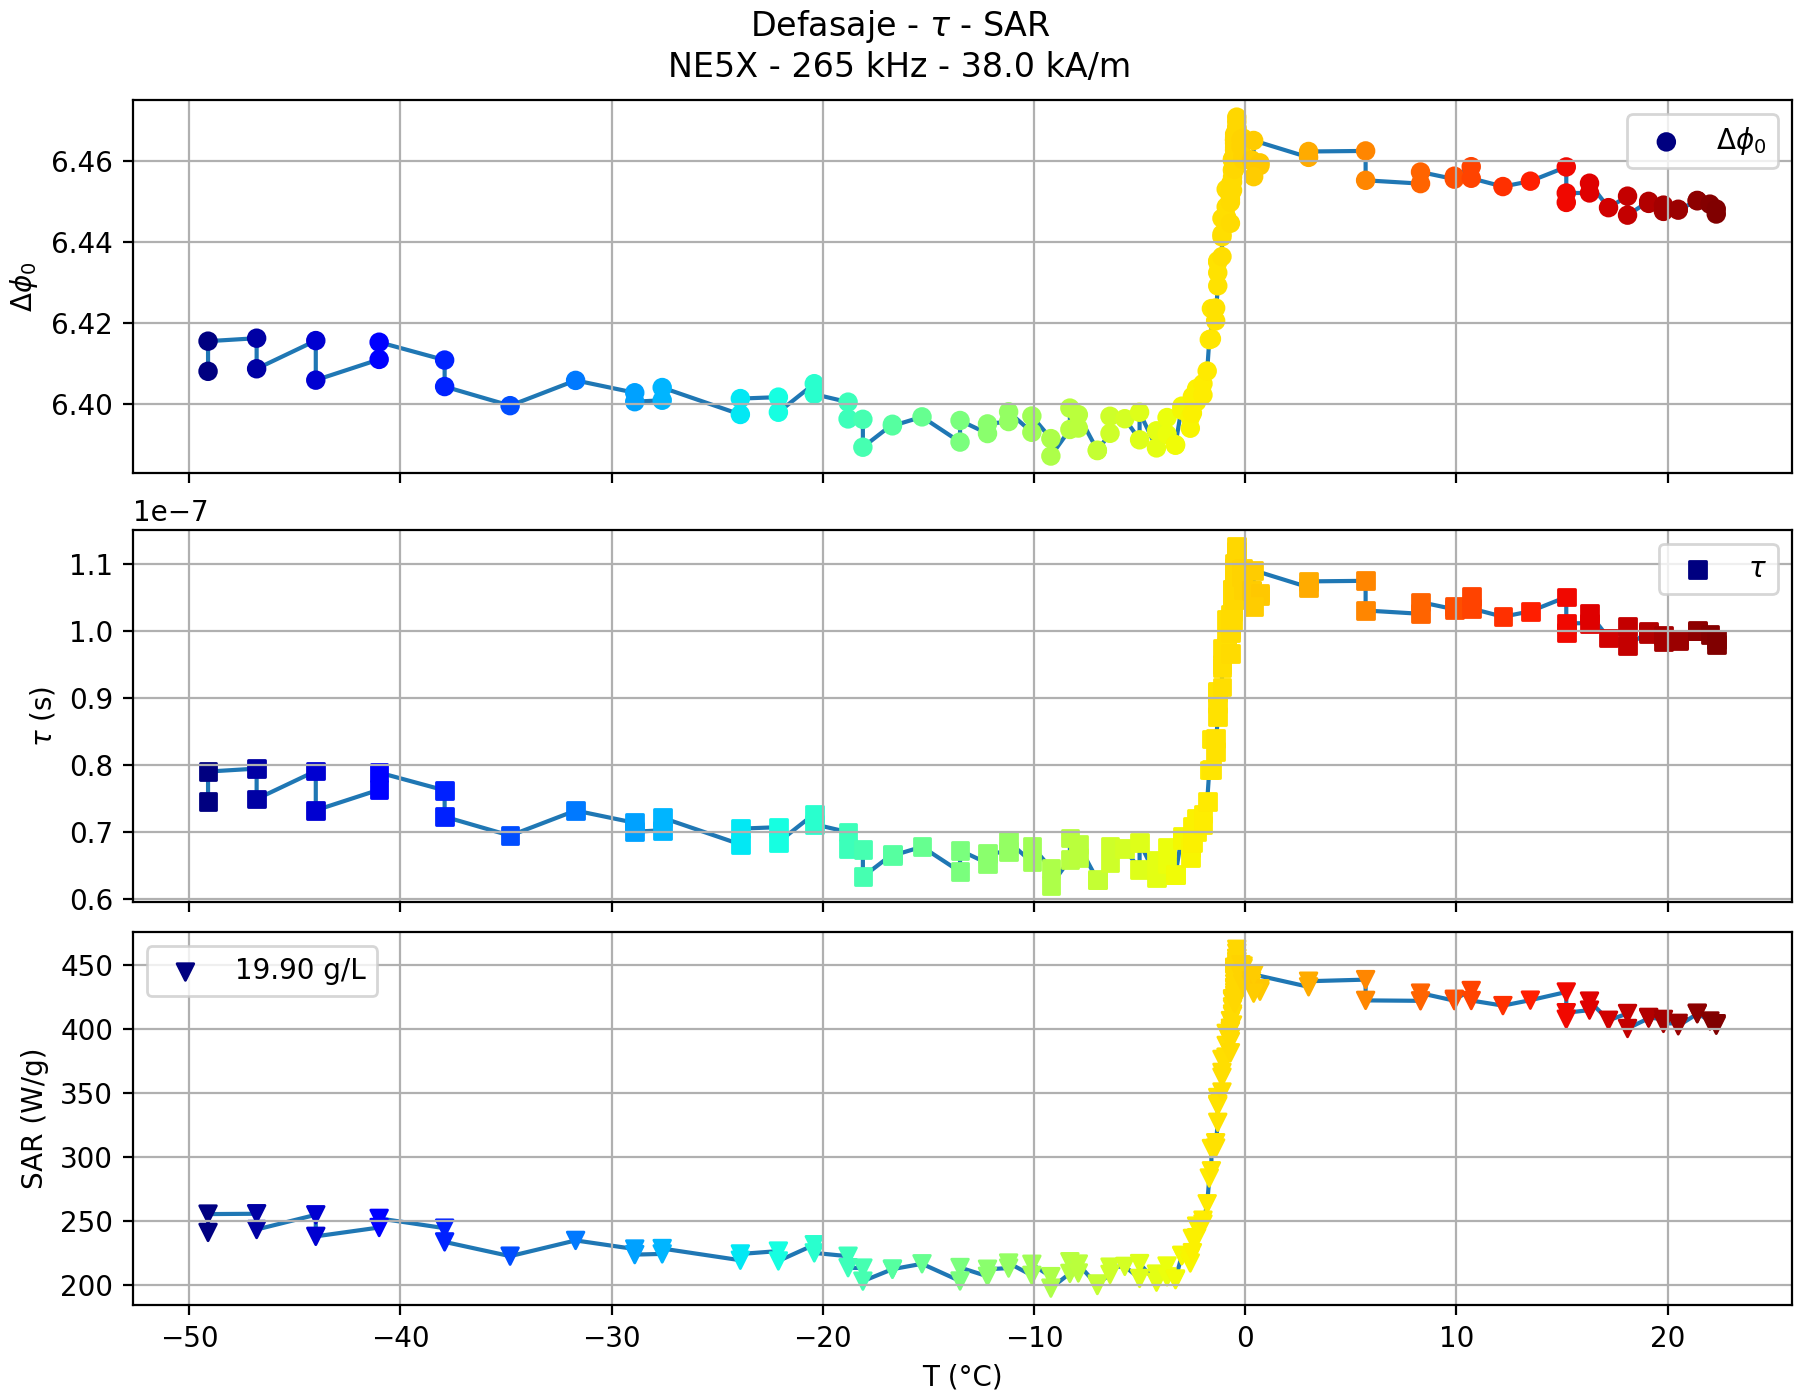 Defasaje - τ - SAR
NE5X - 265 kHz - 38.0 kA/m
Δϕ₀
6.46
6.44
6.42
6.40
Δϕ₀
1e−7
τ
1.1
1.0
0.9
0.8
0.7
0.6
τ (s)
19.90 g/L
450
400
350
300
250
200
SAR (W/g)
−50 −40 −30 −20 −10 0 10 20
T (°C)